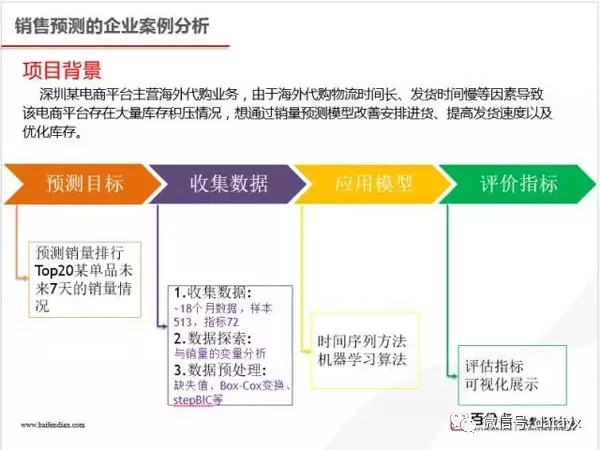 销售预测的企业案例分析
项目背景
深圳某电商平台主营海外代购业务，由于海外代购物流时间长、发货时间慢等因素导致
该电商平台存在大量库存积压情况，想通过销量预测模型改善安排进货、提高发货速度以及
优化库存。
预测目标
收集数据
应用模型
评价指标
预测销量排行
Top20某单品未
来7天的销量情
况
1.收集数据:
~18个月数据，样本
513，指标72
2.数据探索:
与销量的变量分析
3.数据预处理:
缺失值、Box-Cox变换、
stepBIC等
时间序列方法
机器学习算法
评估指标
可视化展示
www.baifendian.com
百分点
微信号: datayx